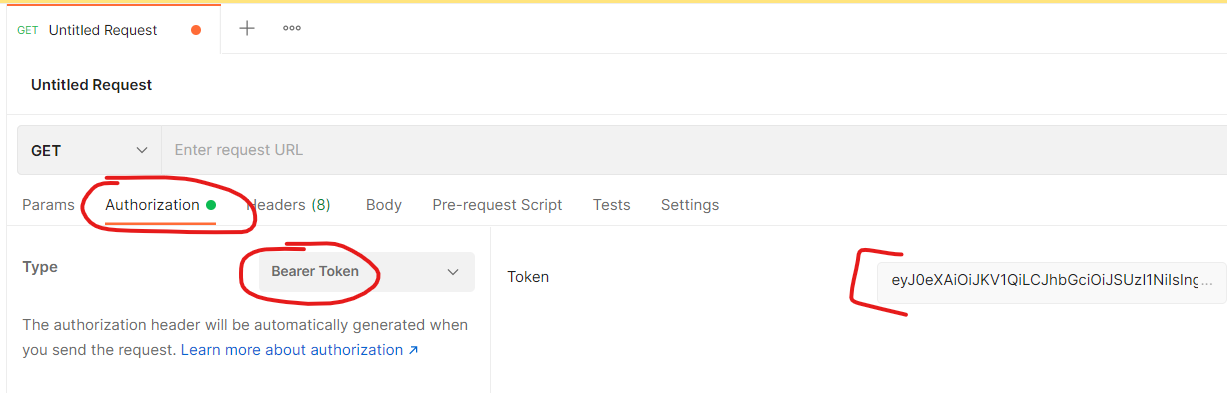 GET Untitled Request
Untitled Request
GET Enter request URL
Params Authorization Headers (8) Body Pre-request Script Tests Settings
Type Bearer Token Token eyJ0eXAiOiJKV1QiLCJhbGciOiJSUzI1NiIsIng...
The authorization header will be automatically generated when
you send the request. Learn more about authorization ↗